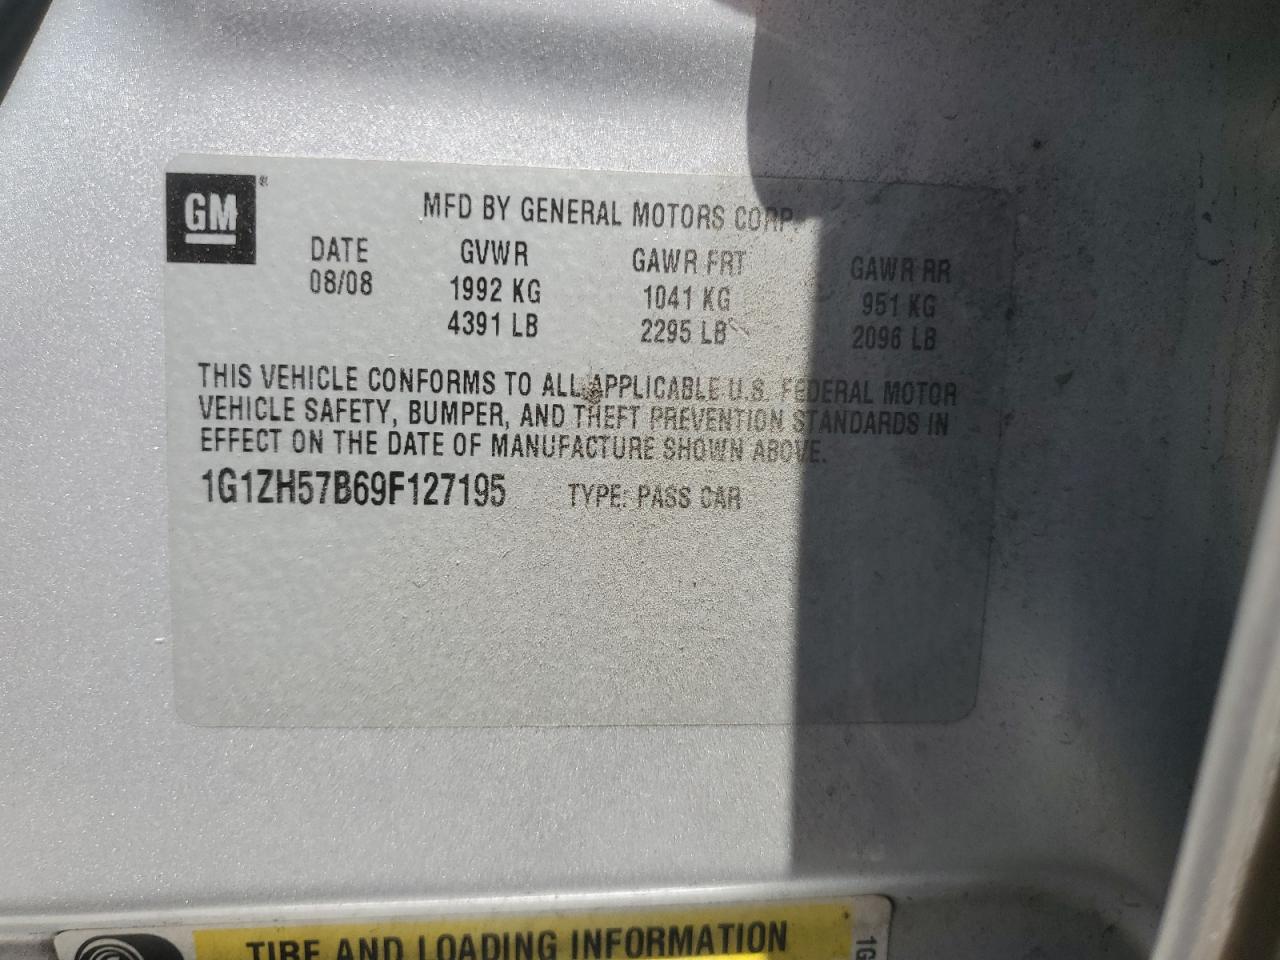 GM®
MFD BY GENERAL MOTORS CORP.
DATE GVWR GAWR FRT GAWR RR
08/08 1992 KG 1041 KG 951 KG
4391 LB 2295 LB 2096 LB
THIS VEHICLE CONFORMS TO ALL APPLICABLE U.S. FEDERAL MOTOR
VEHICLE SAFETY, BUMPER, AND THEFT PREVENTION STANDARDS IN
EFFECT ON THE DATE OF MANUFACTURE SHOWN ABOVE.
1G1ZH57B69F127195 TYPE: PASS CAR
TIRE AND LOADING INFORMATION
1G